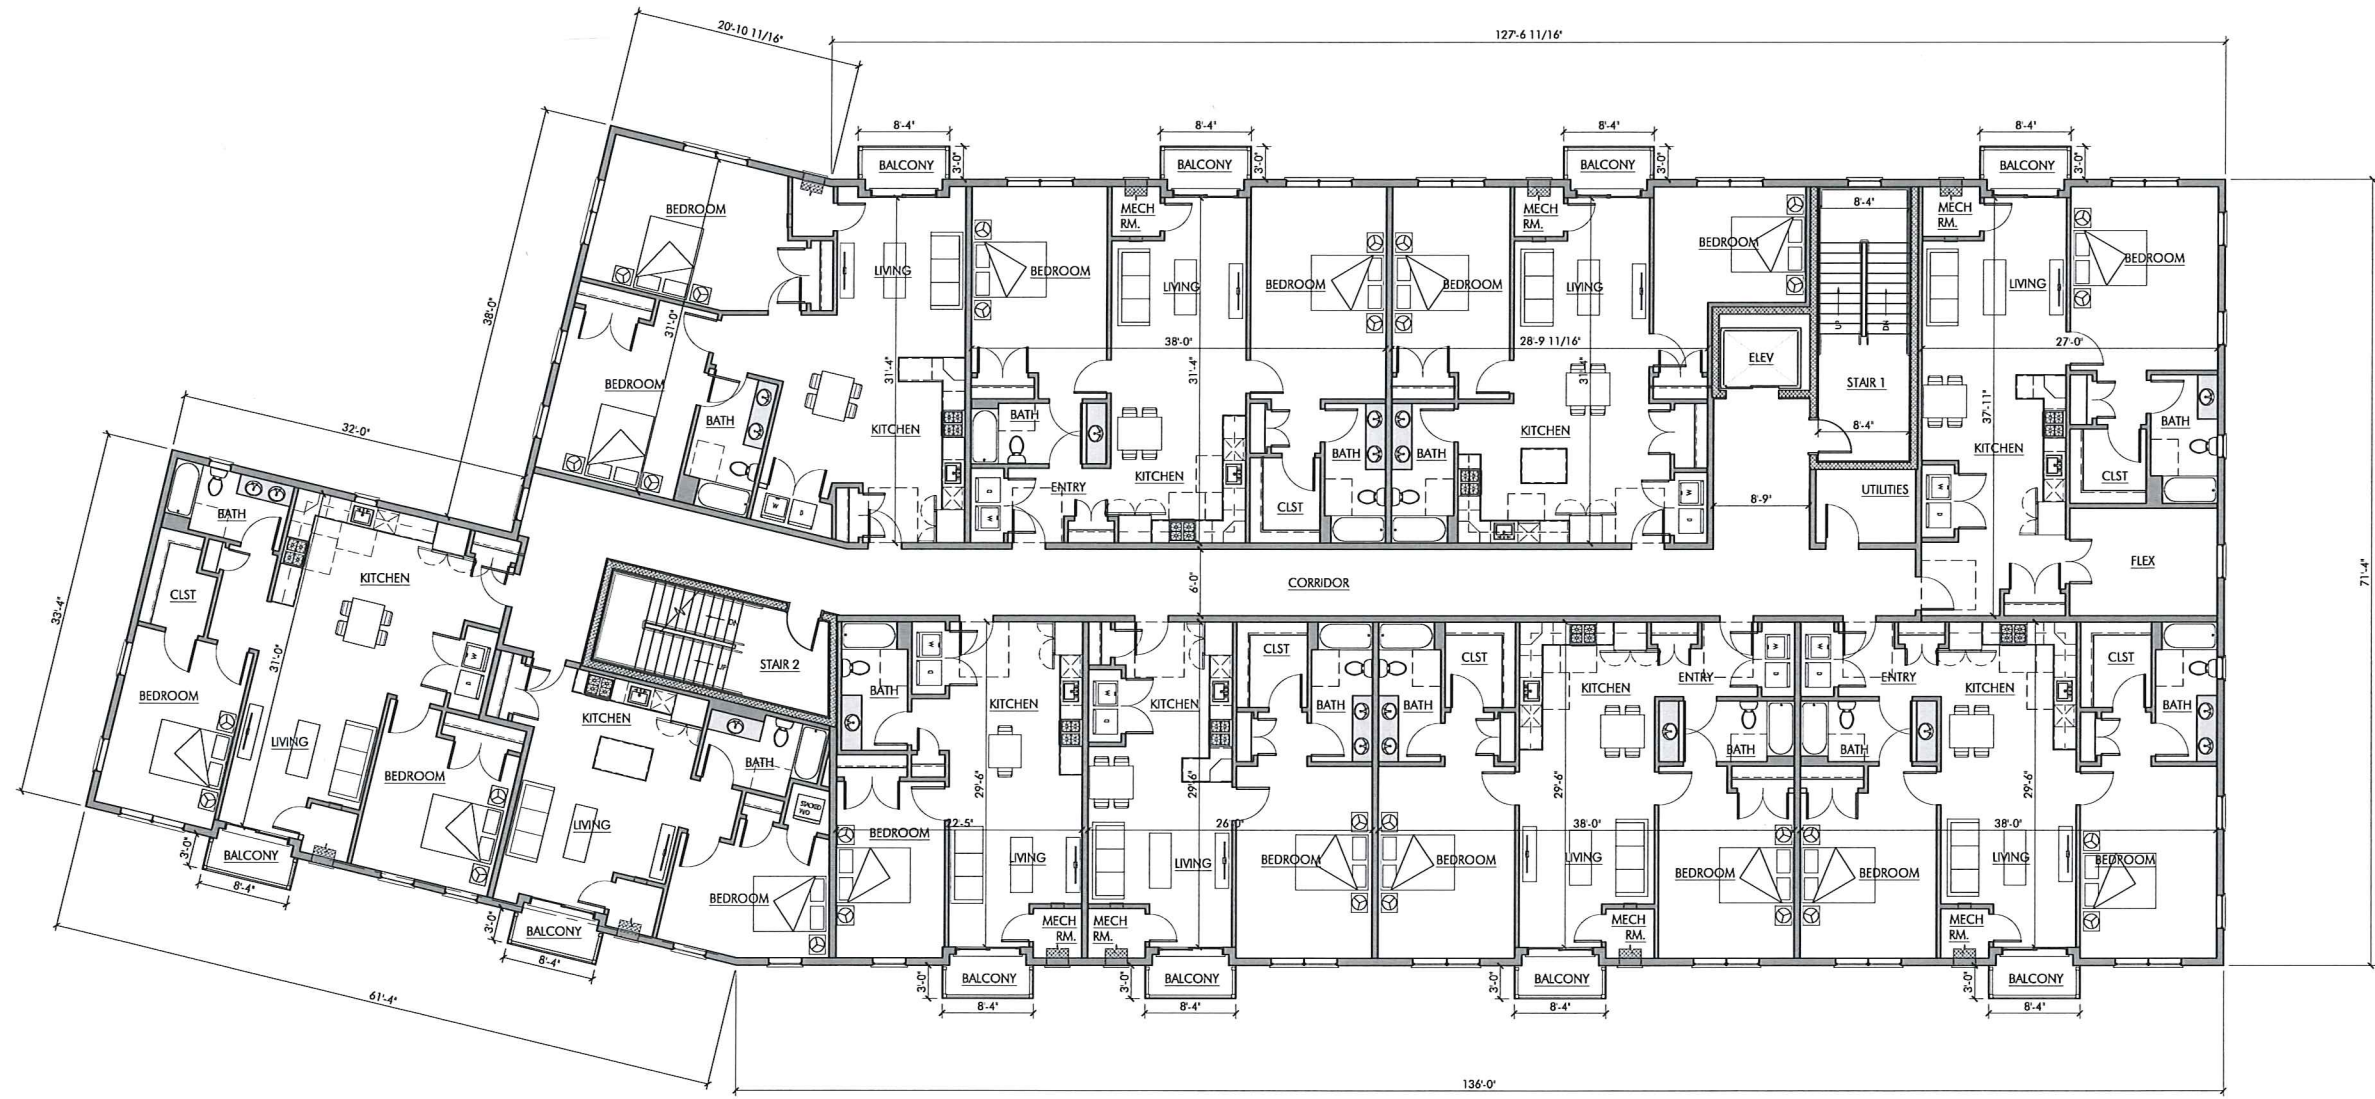 20'-10 11/16"
127'-6 11/16"
8'-4"
8'-4"
8'-4"
8'-4"
BALCONY
3'-0"
BALCONY
3'-0"
BALCONY
3'-0"
BALCONY
3'-0"
38'-0"
BEDROOM
31'-0"
LIVING
31'-4"
BEDROOM
MECH
RM.
LIVING
31'-4"
BEDROOM
BEDROOM
MECH
RM.
LIVING
31'-4"
BEDROOM
8'-4"
UP
DN
MECH
RM.
LIVING
37'-11"
BEDROOM
38'-0"
28'-9 11/16"
27'-0"
ELEV
STAIR 1
8'-4"
BEDROOM
BATH
KITCHEN
W
D
BATH
ENTRY
KITCHEN
CLST
BATH
BATH
KITCHEN
W
D
8'-9"
UTILITIES
KITCHEN
W
D
BATH
CLST
FLEX
71'-4"
32'-0"
33'-4"
BATH
CLST
KITCHEN
31'-0"
BEDROOM
LIVING
W
D
BEDROOM
CORRIDOR
6'-0"
DN
UP
STAIR 2
KITCHEN
BATH
STACKED
W/D
LIVING
BEDROOM
BATH
W
D
KITCHEN
29'-6"
22'-5"
BEDROOM
LIVING
MECH
RM.
W
D
KITCHEN
29'-6"
26'-0"
LIVING
MECH
RM.
CLST
BATH
BEDROOM
BATH
CLST
BEDROOM
KITCHEN
29'-6"
38'-0"
LIVING
MECH
RM.
ENTRY
W
D
BATH
BEDROOM
W
D
ENTRY
BATH
BEDROOM
KITCHEN
29'-6"
38'-0"
LIVING
MECH
RM.
CLST
BATH
BEDROOM
3'-0"
BALCONY
8'-4"
3'-0"
BALCONY
8'-4"
3'-0"
BALCONY
8'-4"
3'-0"
BALCONY
8'-4"
3'-0"
BALCONY
8'-4"
3'-0"
BALCONY
8'-4"
61'-4"
136'-0"